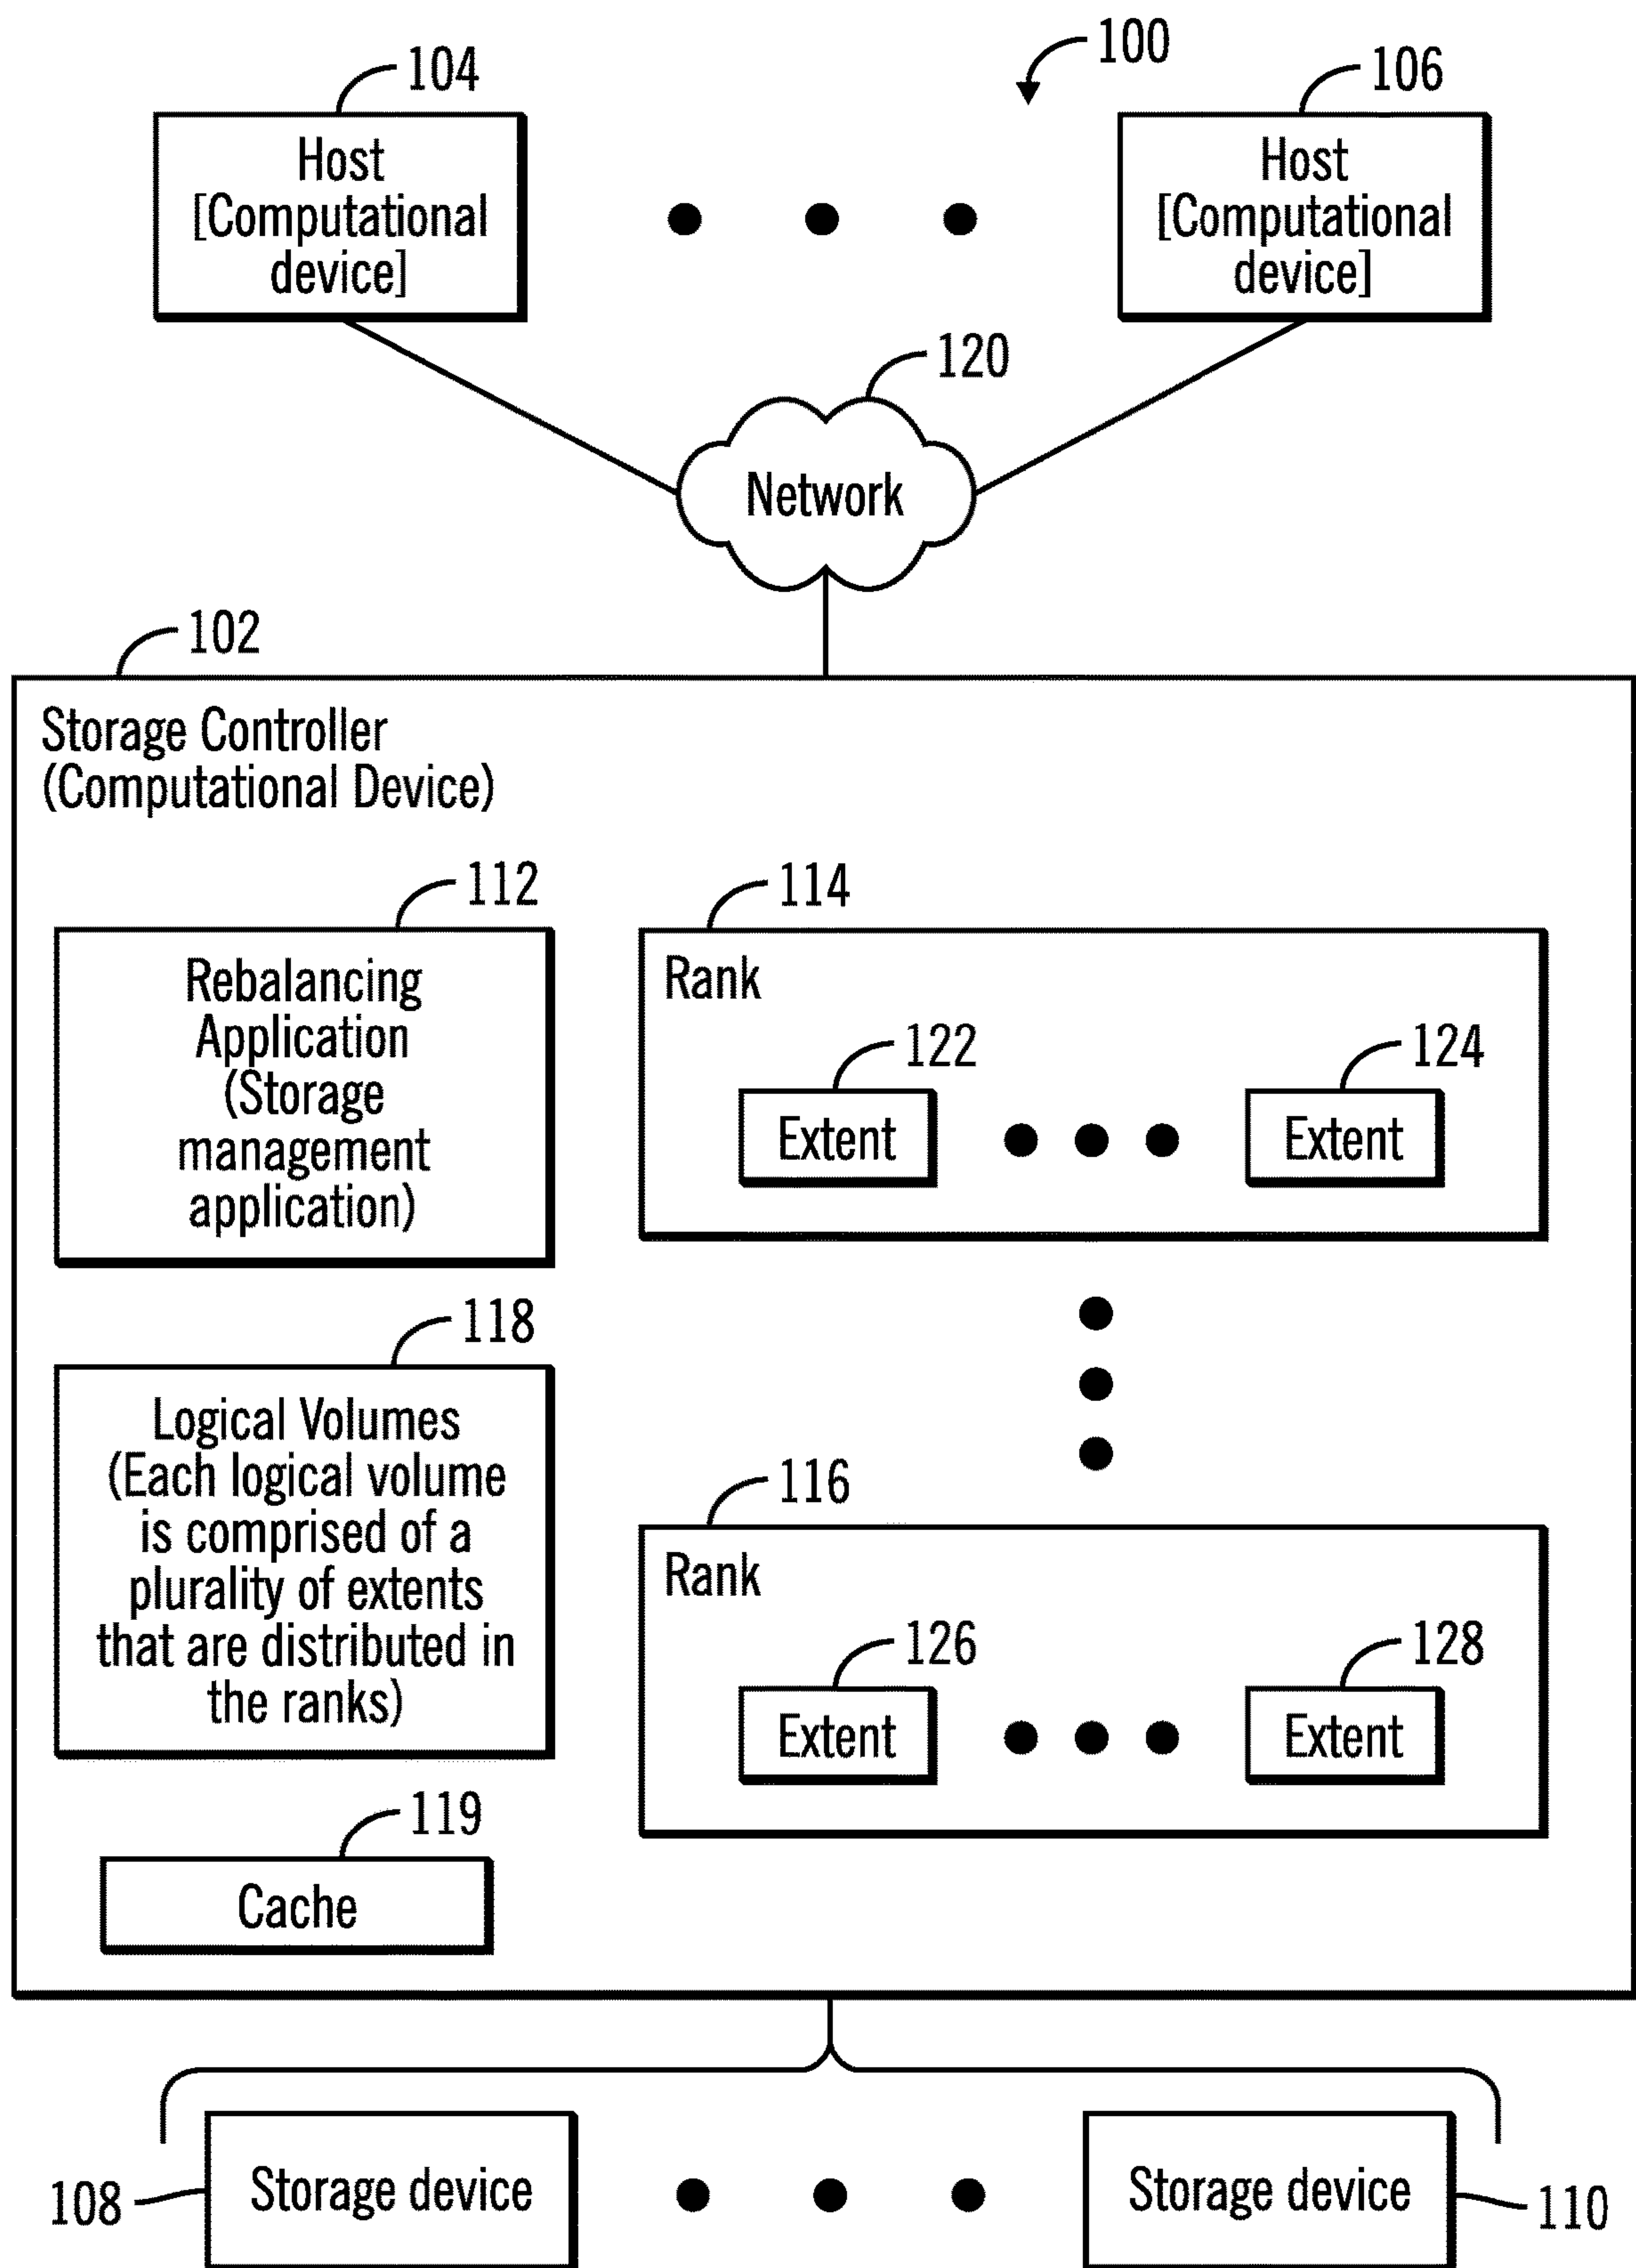 100
104
106
Host
[Computational
device]
Host
[Computational
device]
120
Network
102
Storage Controller
(Computational Device)
112
Rebalancing
Application
(Storage
management
application)
114
Rank
122
Extent
124
Extent
118
Logical Volumes
(Each logical volume
is comprised of a
plurality of extents
that are distributed in
the ranks)
116
Rank
126
Extent
128
Extent
119
Cache
108
Storage device
Storage device
110